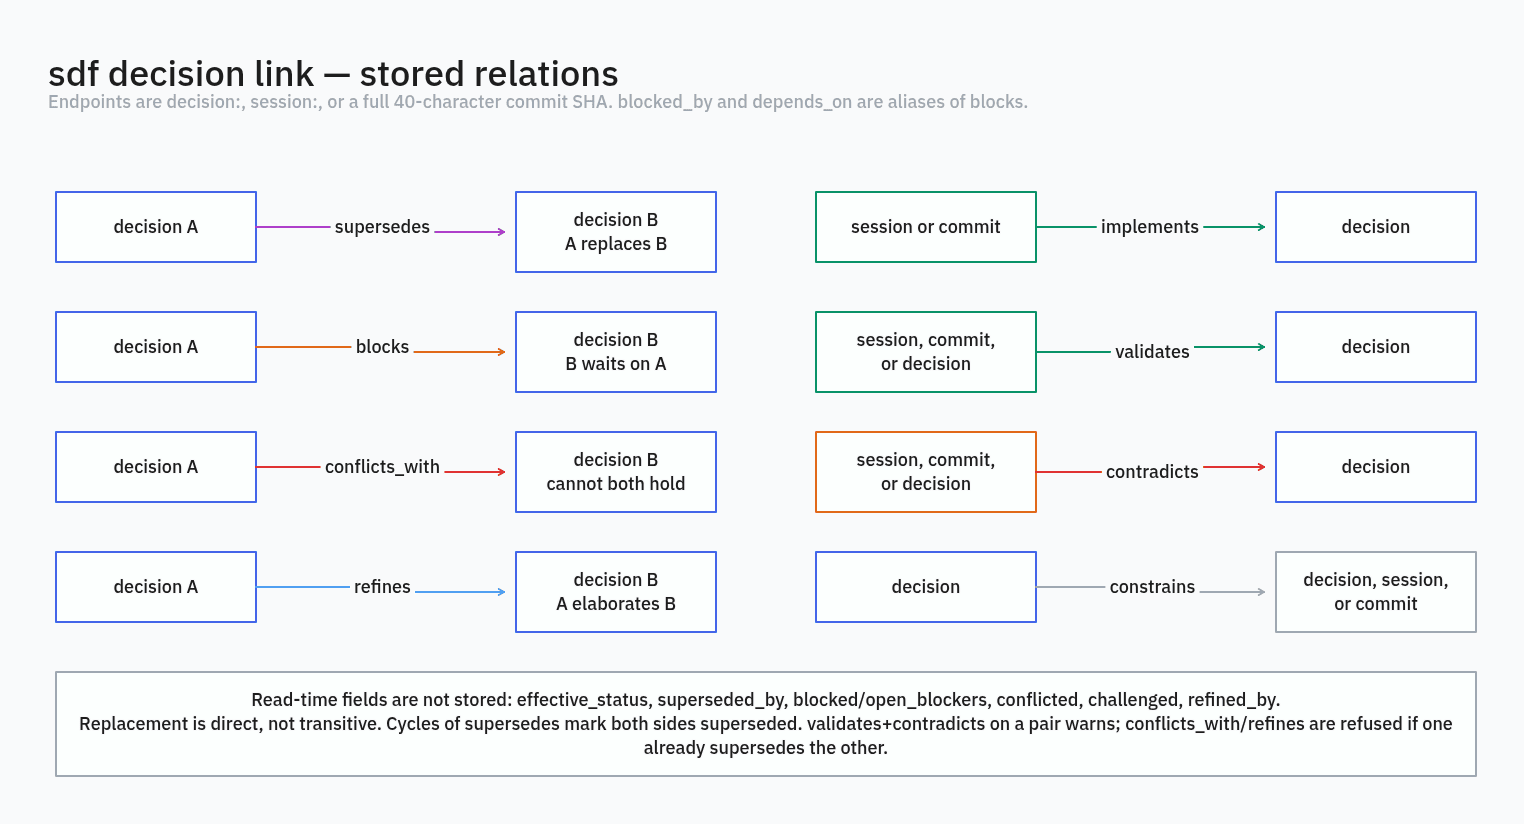 sdf decision link — stored relations
Endpoints are decision:, session:, or a full 40-character commit SHA. blocked_by and depends_on are aliases of blocks.
decision A
supersedes
decision B
A replaces B
session or commit
implements
decision
decision A
blocks
decision B
B waits on A
session, commit,
or decision
validates
decision
decision A
conflicts_with
decision B
cannot both hold
session, commit,
or decision
contradicts
decision
decision A
refines
decision B
A elaborates B
decision
constrains
decision, session,
or commit
Read-time fields are not stored: effective_status, superseded_by, blocked/open_blockers, conflicted, challenged, refined_by.
Replacement is direct, not transitive. Cycles of supersedes mark both sides superseded. validates+contradicts on a pair warns; conflicts_with/refines are refused if one
already supersedes the other.